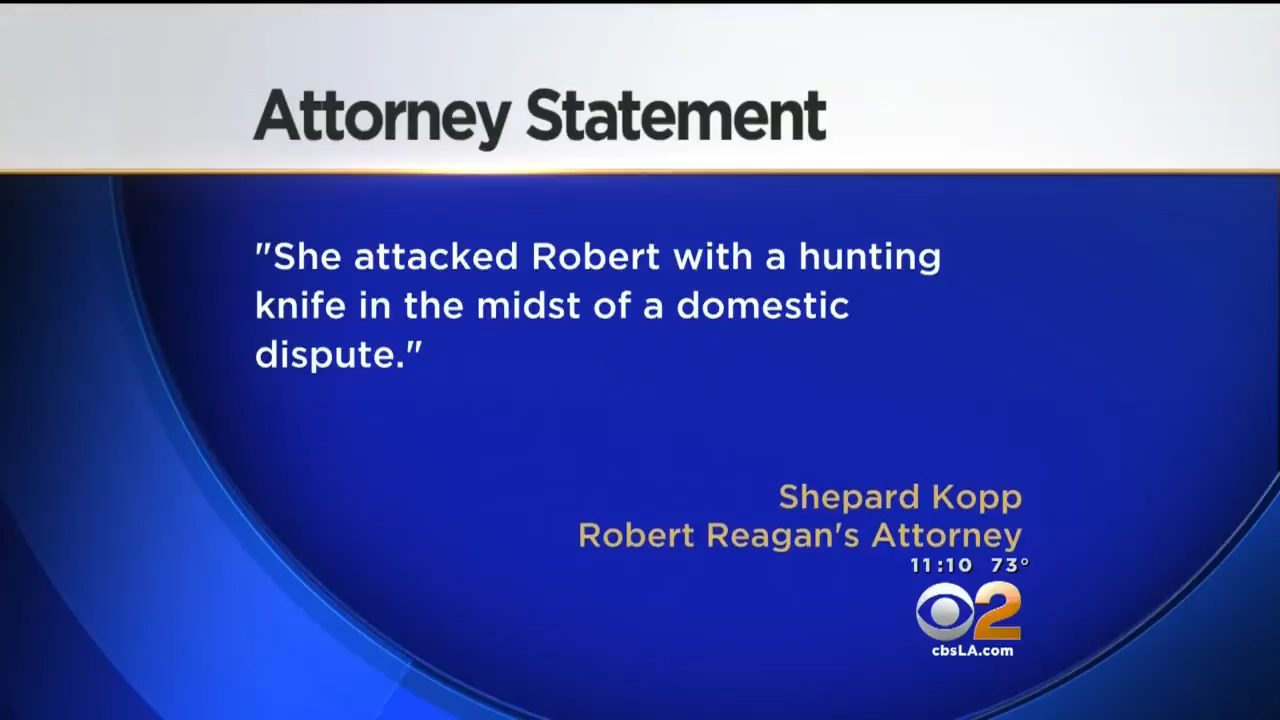 Attorney Statement
"She attacked Robert with a hunting
knife in the midst of a domestic
dispute."
Shepard Kopp
Robert Reagan's Attorney
11:10 73°
2
cbsLA.com